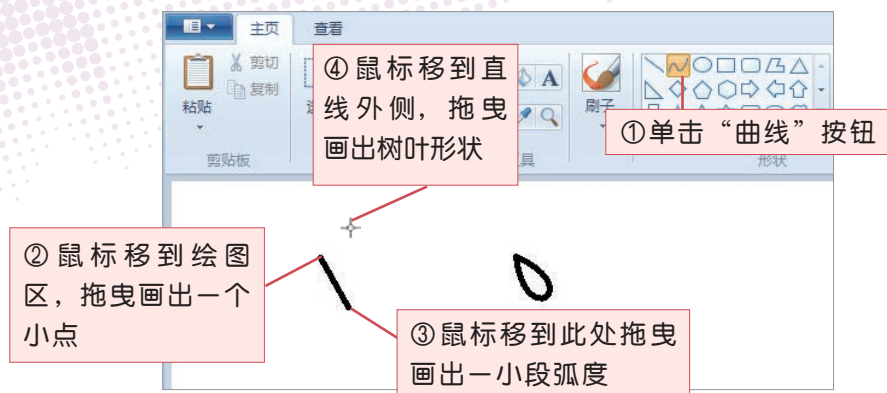 主页 查看
剪切
复制
粘贴
剪贴板
A
刷子
形状
①单击“曲线”按钮
②鼠标移到绘图
区，拖曳画出一个
小点
③鼠标移到此处拖曳
画出一小段弧度
④鼠标移到直
线外侧，拖曳
画出树叶形状